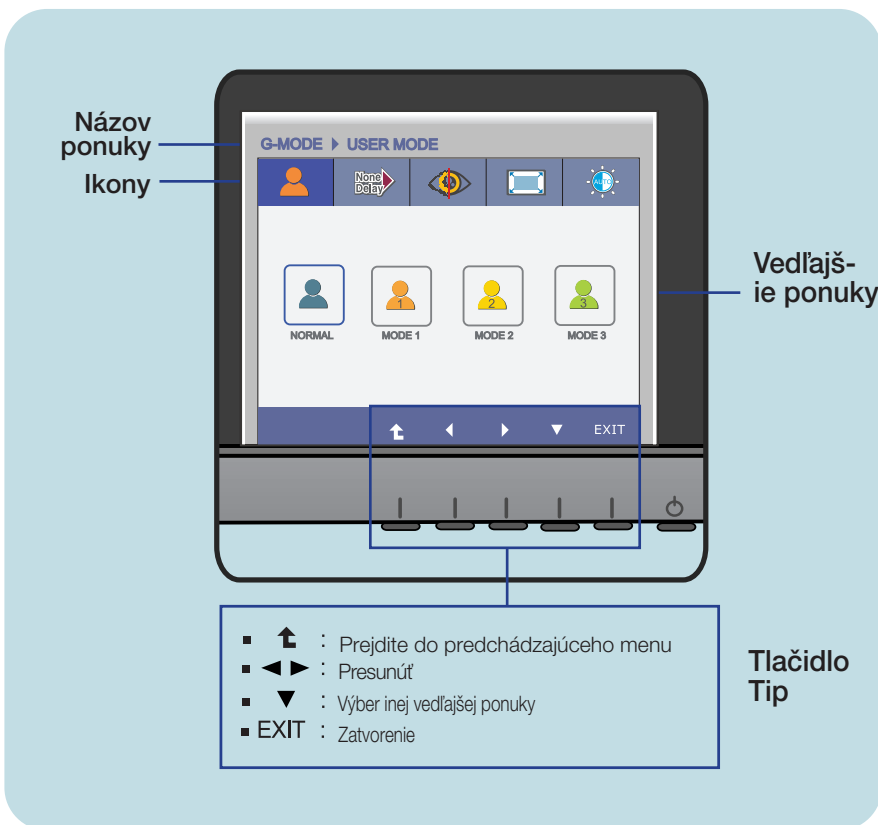 Názov
ponuky
Ikony
G-MODE ▶ USER MODE
None
Delay
AUTO
1
2
3
NORMAL
MODE 1
MODE 2
MODE 3
Vedľajš-
ie ponuky
EXIT
: Prejdite do predchádzajúceho menu
: Presunúť
: Výber inej vedľajšej ponuky
EXIT : Zatvorenie
Tlačidlo
Tip